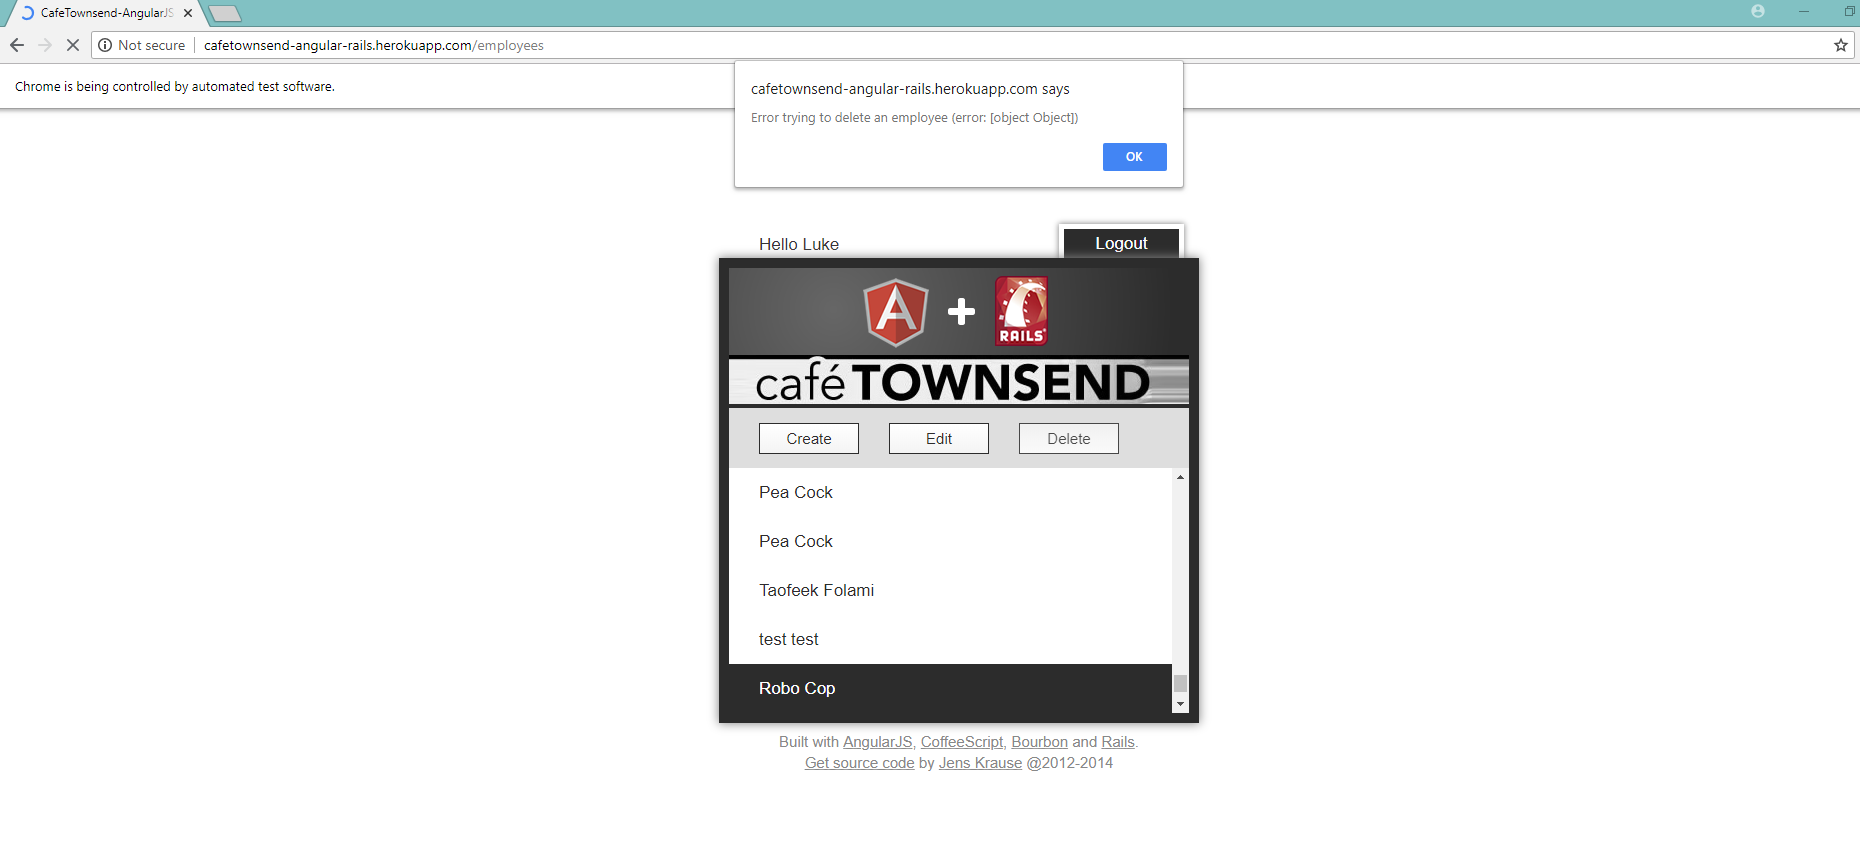 CafeTownsend-AngularJS
Not secure
cafetownsend-angular-rails.herokuapp.com/employees
Chrome is being controlled by automated test software.
cafetownsend-angular-rails.herokuapp.com says
Error trying to delete an employee (error: [object Object])
OK
Hello Luke
Logout
A
RAILS
café TOWNSEND
Create
Edit
Delete
Pea Cock
Pea Cock
Taofeek Folami
test test
Robo Cop
Built with AngularJS, CoffeeScript, Bourbon and Rails.
Get source code by Jens Krause @2012-2014